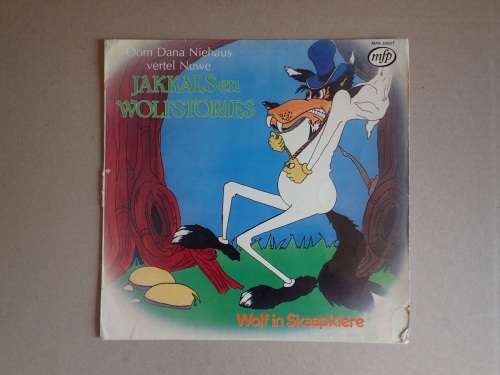 Oom Dana Niehaus
vertel Nuwe
JAKKALS en
WOLFSTORIES
mfp
Wolf in Skaapklere